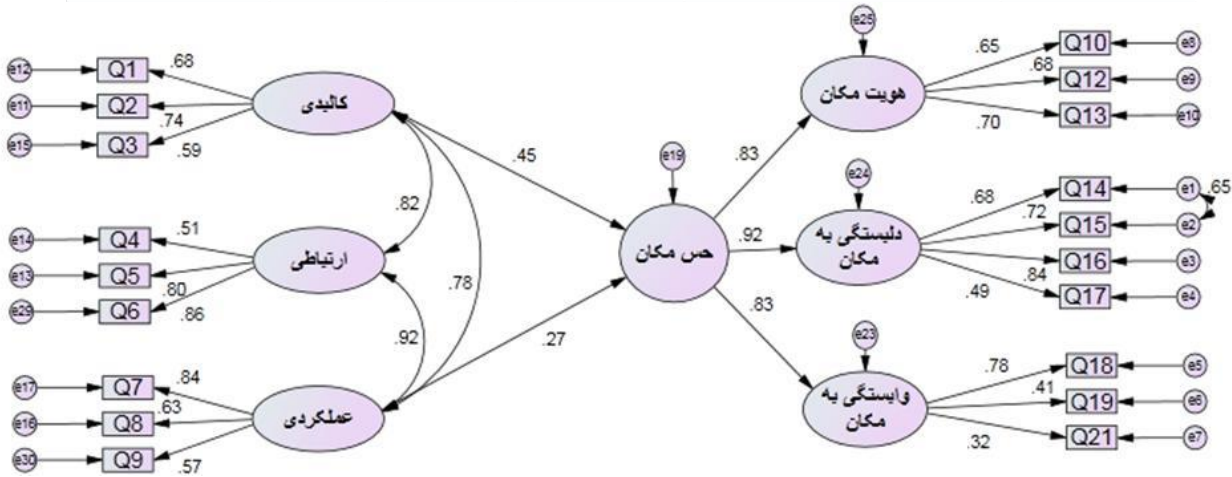 e12
Q1
.68
e11
Q2
.74
e15
Q3
.59
کالبدی
.45
.82
e14
Q4
.51
e13
Q5
.80
e29
Q6
.86
ارتباطی
.78
.92
.27
e17
Q7
.84
e16
Q8
.63
e30
Q9
.57
عملکردی
e19
حس مکان
.83
.92
.83
e25
هویت مکان
.65
Q10
e8
.68
Q12
e9
.70
Q13
e10
e24
دلبستگی به
مکان
.68
Q14
e1
.65
.72
Q15
e2
.84
Q16
e3
.49
Q17
e4
e23
وابستگی به
مکان
.78
Q18
e5
.41
Q19
e6
.32
Q21
e7